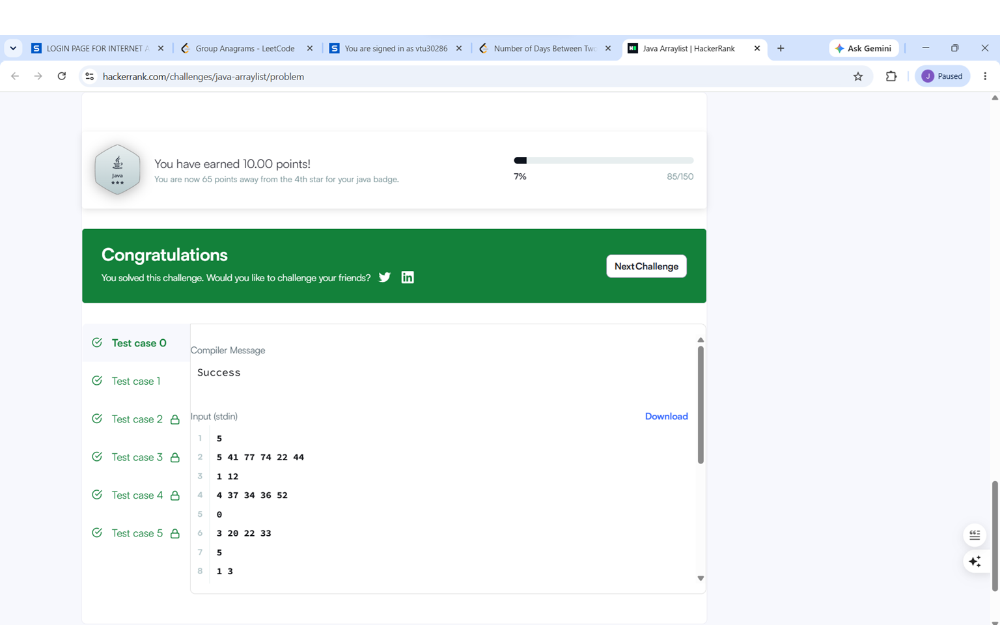 LOGIN PAGE FOR INTERNET A
Group Anagrams - LeetCode
You are signed in as vtu30286
Number of Days Between Two
Java Arraylist | HackerRank
Ask Gemini
hackerrank.com/challenges/java-arraylist/problem
J Paused
Java
★★★
You have earned 10.00 points!
You are now 65 points away from the 4th star for your java badge.
7%
85/150
Congratulations
You solved this challenge. Would you like to challenge your friends?
Next Challenge
Test case 0
Test case 1
Test case 2
Test case 3
Test case 4
Test case 5
Compiler Message
Success
Input (stdin)
Download
1 5
2 5 41 77 74 22 44
3 1 12
4 4 37 34 36 52
5 0
6 3 20 22 33
7 5
8 1 3